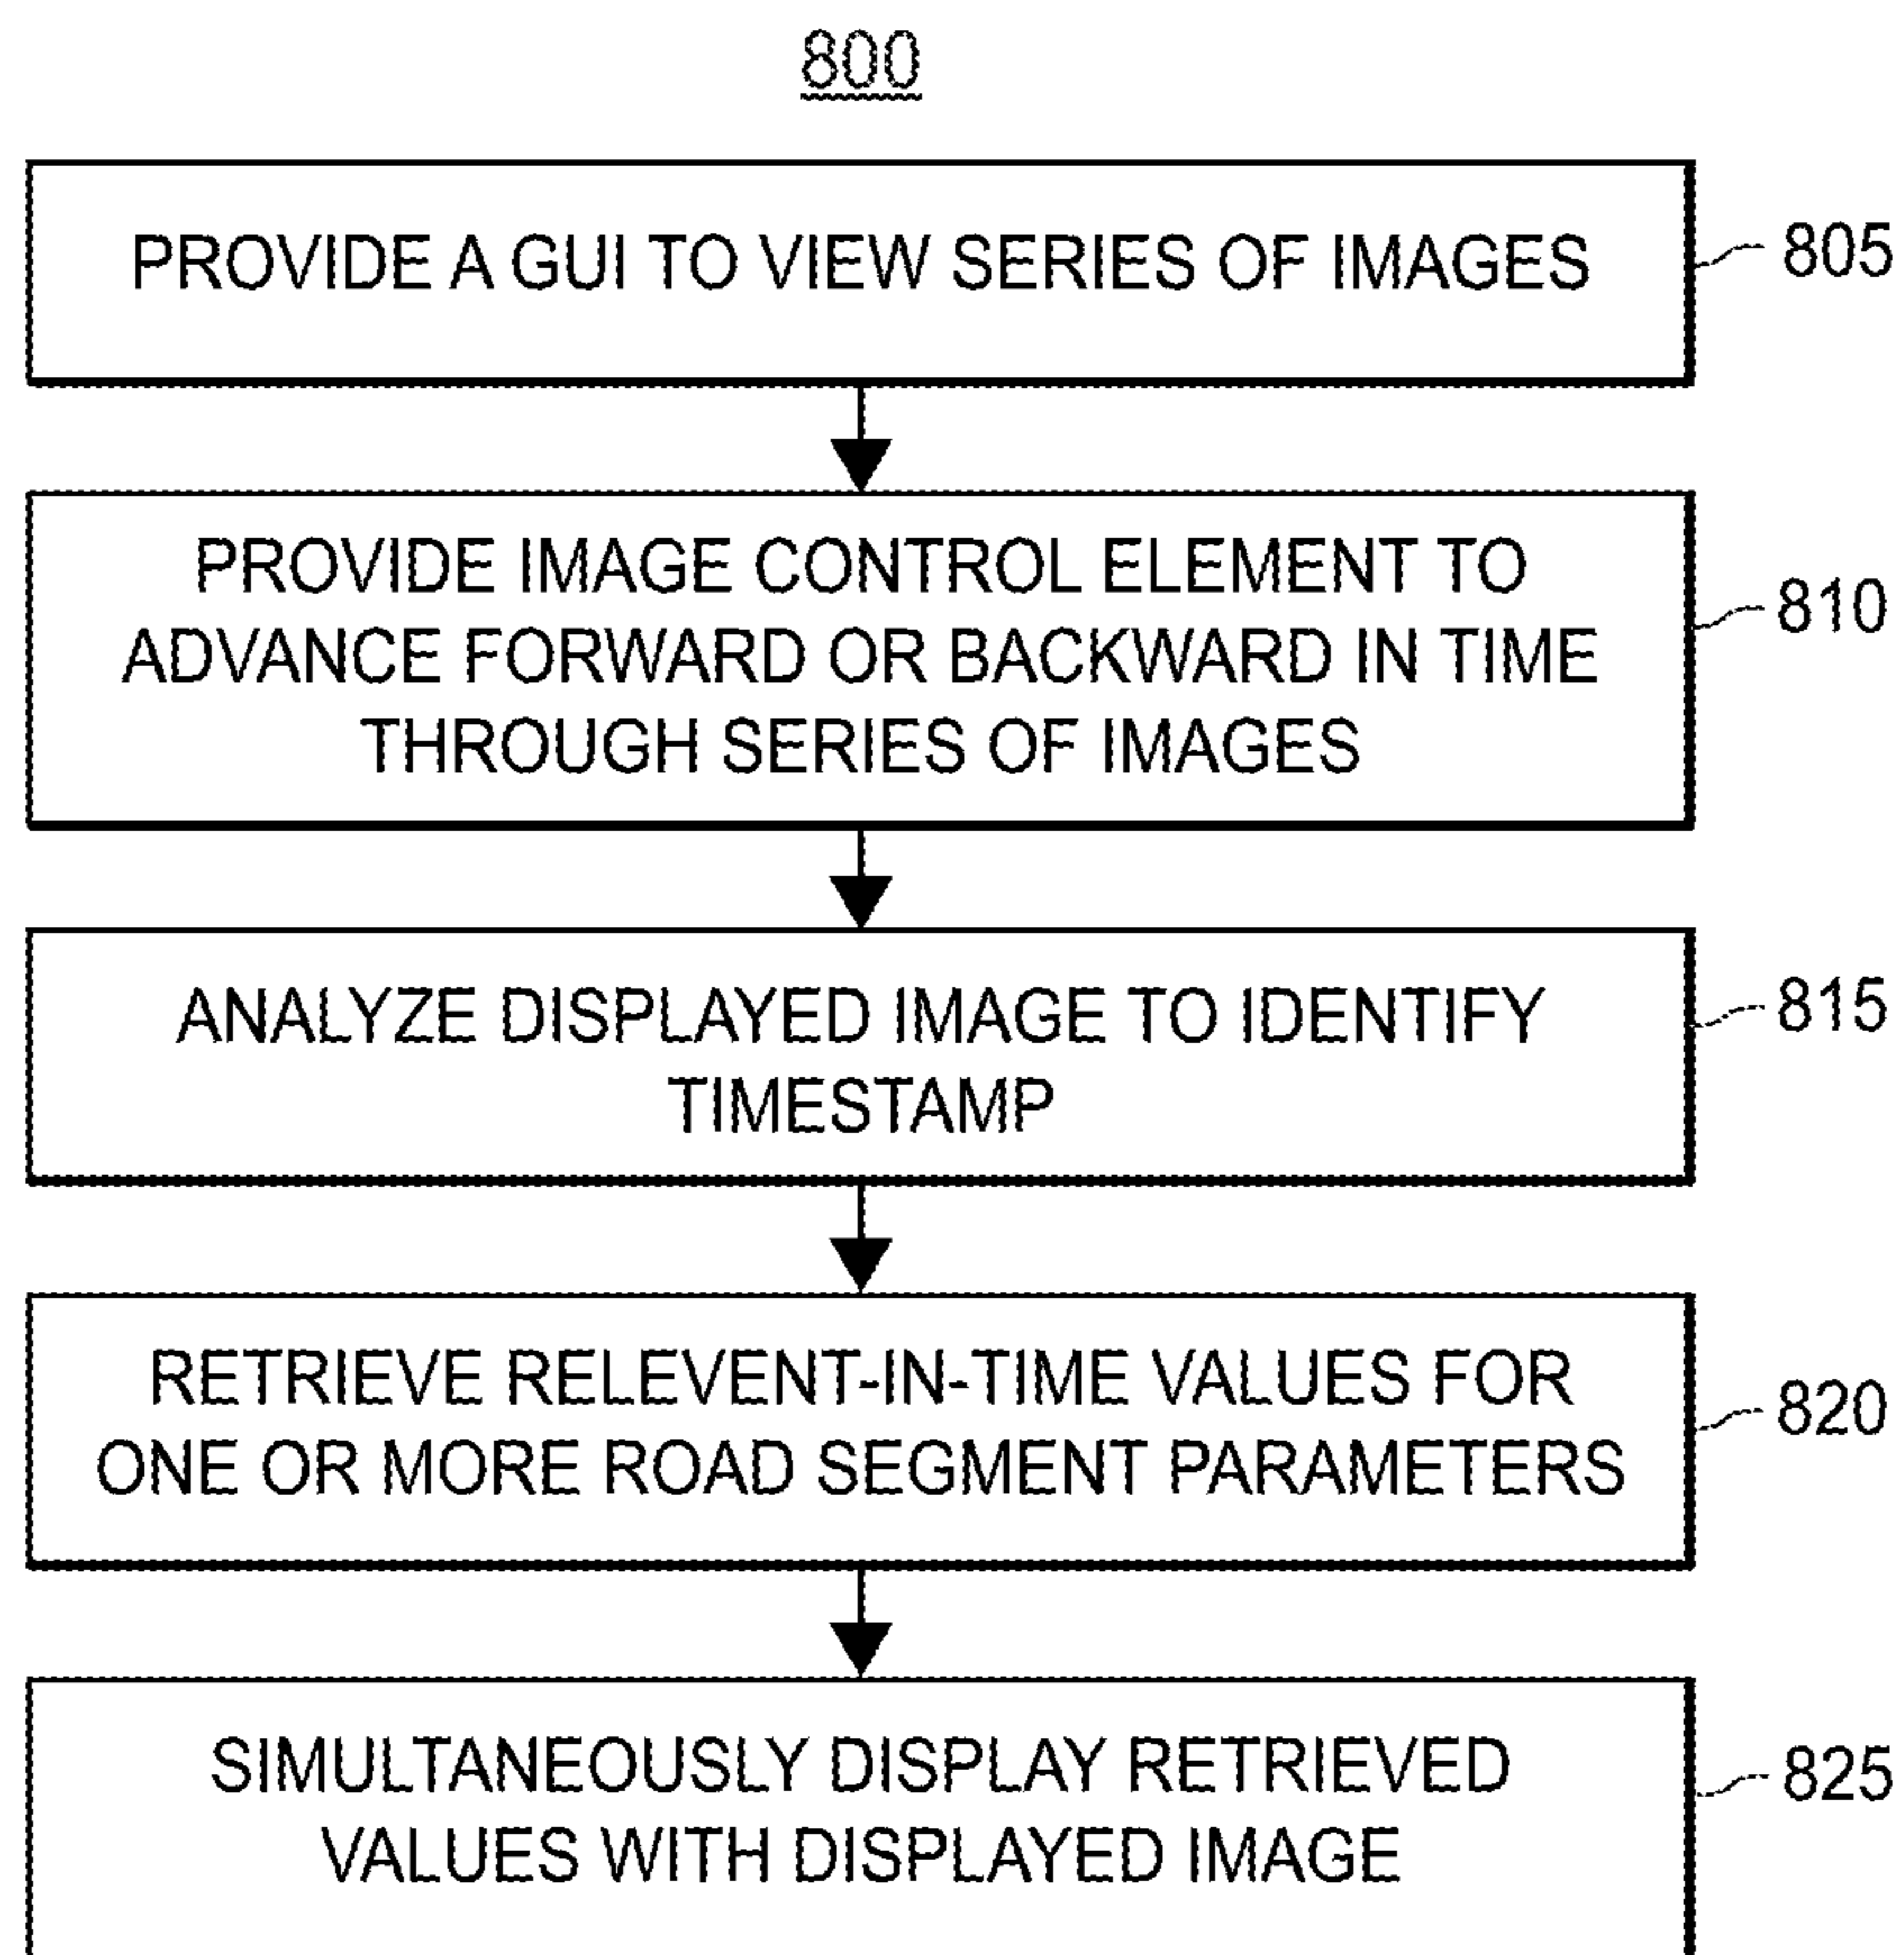 800
PROVIDE A GUI TO VIEW SERIES OF IMAGES
805
PROVIDE IMAGE CONTROL ELEMENT TO
ADVANCE FORWARD OR BACKWARD IN TIME
THROUGH SERIES OF IMAGES
810
ANALYZE DISPLAYED IMAGE TO IDENTIFY
TIMESTAMP
815
RETRIEVE RELEVENT-IN-TIME VALUES FOR
ONE OR MORE ROAD SEGMENT PARAMETERS
820
SIMULTANEOUSLY DISPLAY RETRIEVED
VALUES WITH DISPLAYED IMAGE
825